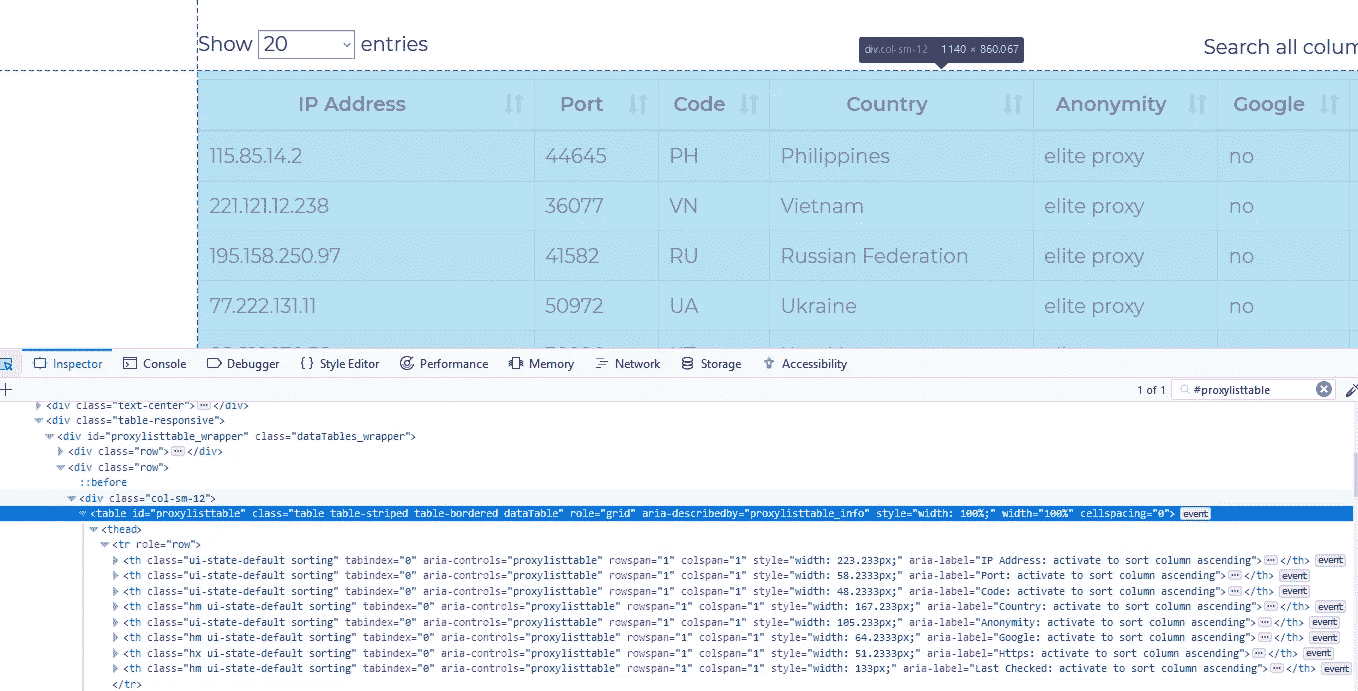 Show 20 entries
div.col-sm-12 1140 × 860.067
Search all colum
IP Address Port Code Country Anonymity Google
115.85.14.2 44645 PH Philippines elite proxy no
221.121.12.238 36077 VN Vietnam elite proxy no
195.158.250.97 41582 RU Russian Federation elite proxy no
77.222.131.11 50972 UA Ukraine elite proxy no
Inspector Console Debugger {} Style Editor Performance Memory Network Storage Accessibility
+ 1 of 1 #proxylisttable
<div class="text-center">⋯</div>
<div class="table-responsive">
<div id="proxylisttable_wrapper" class="dataTables_wrapper">
<div class="row">⋯</div>
<div class="row">
::before
<div class="col-sm-12">
<table id="proxylisttable" class="table table-striped table-bordered dataTable" role="grid" aria-describedby="proxylisttable_info" style="width: 100%;" width="100%" cellspacing="0"> event
<thead>
<tr role="row">
<th class="ui-state-default sorting" tabindex="0" aria-controls="proxylisttable" rowspan="1" colspan="1" style="width: 223.233px;" aria-label="IP Address: activate to sort column ascending">⋯</th> event
<th class="ui-state-default sorting" tabindex="0" aria-controls="proxylisttable" rowspan="1" colspan="1" style="width: 58.2333px;" aria-label="Port: activate to sort column ascending">⋯</th> event
<th class="ui-state-default sorting" tabindex="0" aria-controls="proxylisttable" rowspan="1" colspan="1" style="width: 48.2333px;" aria-label="Code: activate to sort column ascending">⋯</th> event
<th class="hm ui-state-default sorting" tabindex="0" aria-controls="proxylisttable" rowspan="1" colspan="1" style="width: 167.233px;" aria-label="Country: activate to sort column ascending">⋯</th> event
<th class="ui-state-default sorting" tabindex="0" aria-controls="proxylisttable" rowspan="1" colspan="1" style="width: 105.233px;" aria-label="Anonymity: activate to sort column ascending">⋯</th> event
<th class="hm ui-state-default sorting" tabindex="0" aria-controls="proxylisttable" rowspan="1" colspan="1" style="width: 64.2333px;" aria-label="Google: activate to sort column ascending">⋯</th> event
<th class="hx ui-state-default sorting" tabindex="0" aria-controls="proxylisttable" rowspan="1" colspan="1" style="width: 51.2333px;" aria-label="Https: activate to sort column ascending">⋯</th> event
<th class="hm ui-state-default sorting" tabindex="0" aria-controls="proxylisttable" rowspan="1" colspan="1" style="width: 133px;" aria-label="Last Checked: activate to sort column ascending">⋯</th> event
</tr>